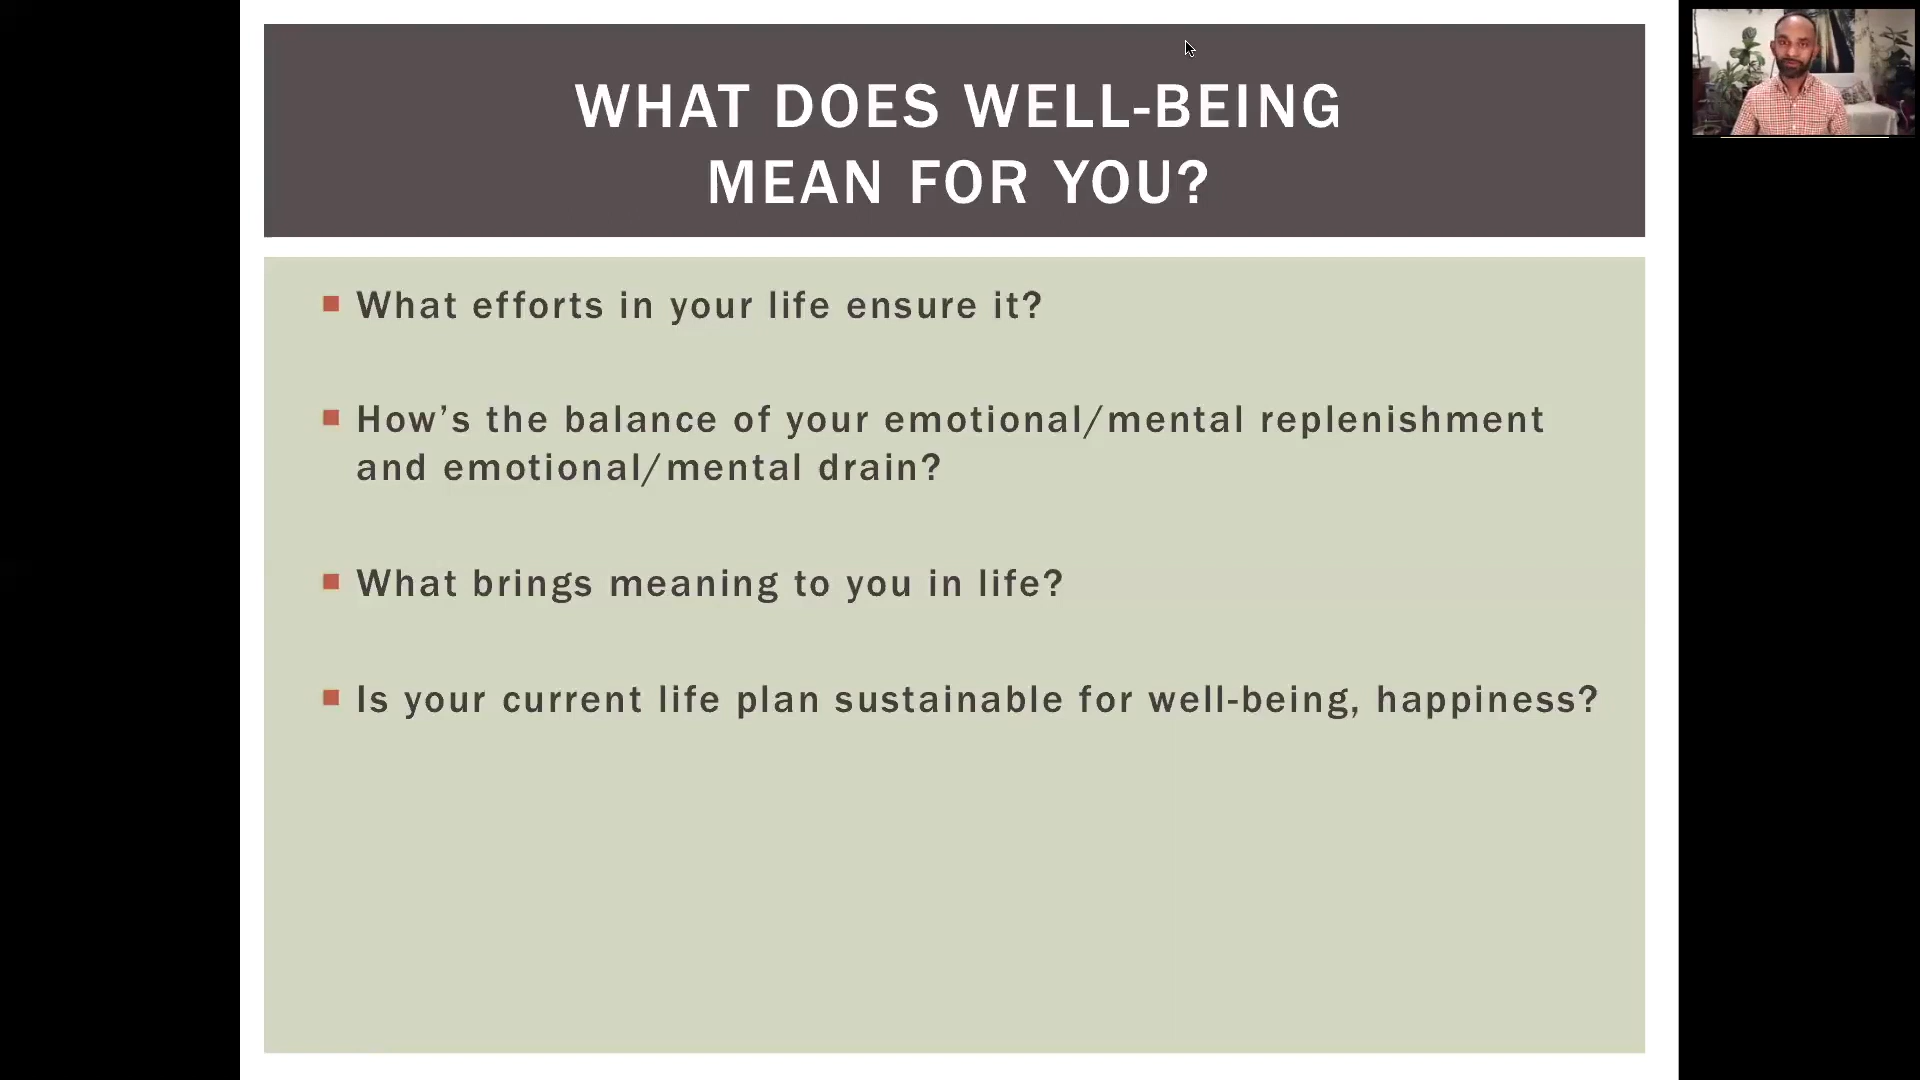 WHAT DOES WELL-BEING
MEAN FOR YOU?
What efforts in your life ensure it?
How’s the balance of your emotional/mental replenishment
and emotional/mental drain?
What brings meaning to you in life?
Is your current life plan sustainable for well-being, happiness?